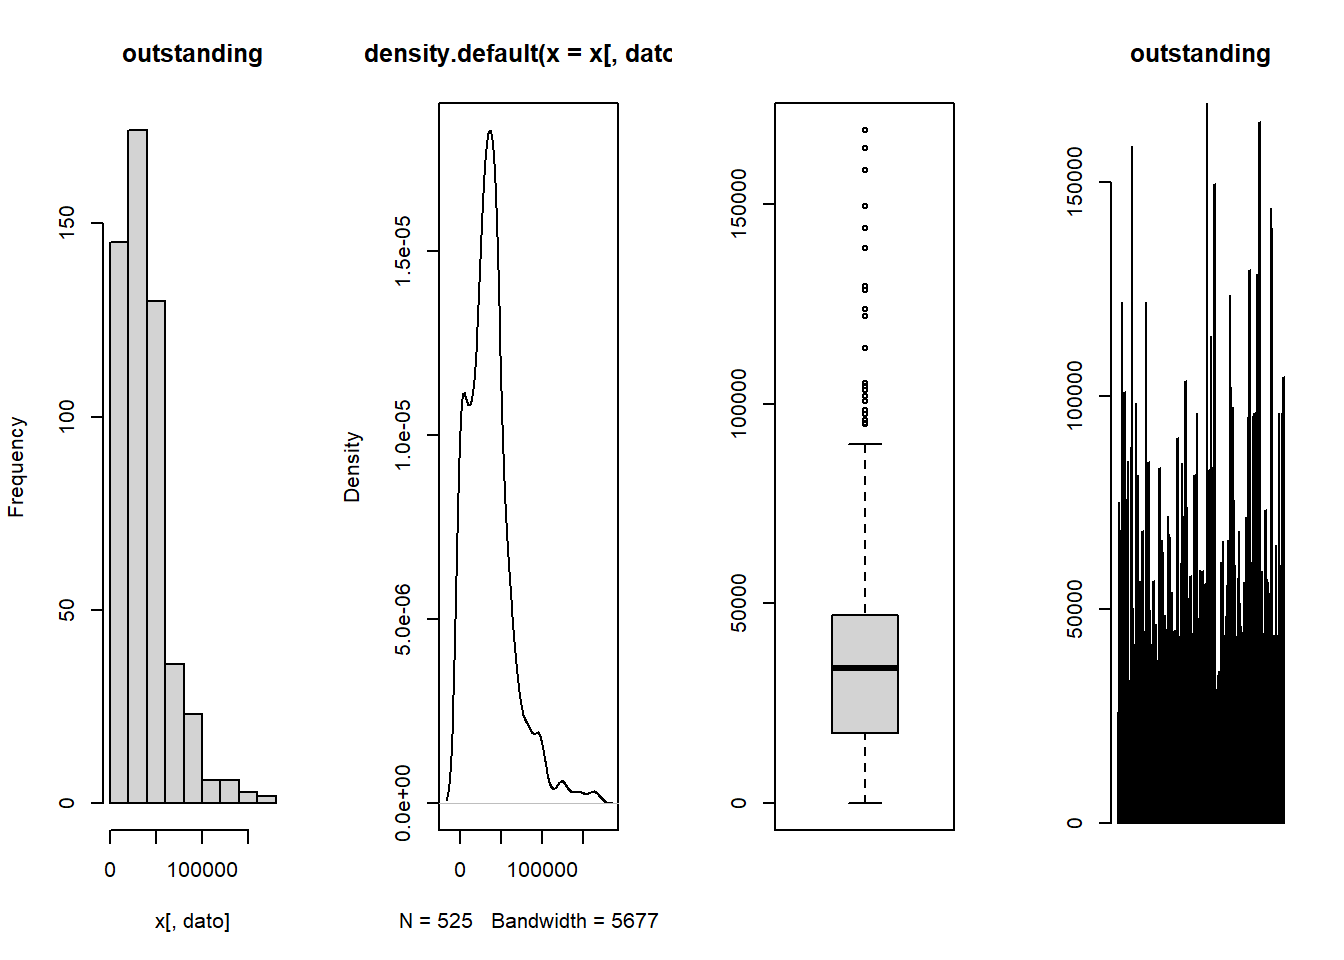 outstanding
Frequency
0
50
100
150
0
100000
x[, dato]
density.default(x = x[, dato
Density
0.0e+00
5.0e-06
1.0e-05
1.5e-05
0
100000
N = 525 Bandwidth = 5677
0
50000
100000
150000
outstanding
0
50000
100000
150000